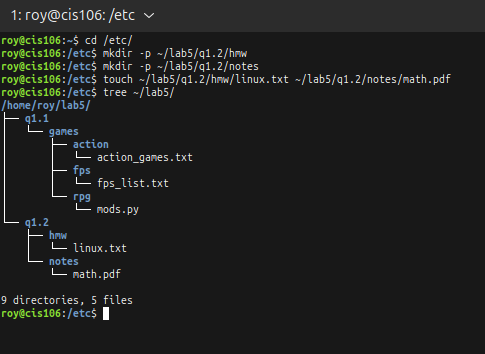 1: roy@cis106: /etc
roy@cis106:~$ cd /etc/
roy@cis106:/etc$ mkdir -p ~/lab5/q1.2/hmw
roy@cis106:/etc$ mkdir -p ~/lab5/q1.2/notes
roy@cis106:/etc$ touch ~/lab5/q1.2/hmw/linux.txt ~/lab5/q1.2/notes/math.pdf
roy@cis106:/etc$ tree ~/lab5/
/home/roy/lab5/
├── q1.1
│   └── games
│       ├── action
│       │   └── action_games.txt
│       ├── fps
│       │   └── fps_list.txt
│       └── rpg
│           └── mods.py
└── q1.2
    ├── hmw
    │   └── linux.txt
    └── notes
        └── math.pdf
9 directories, 5 files
roy@cis106:/etc$